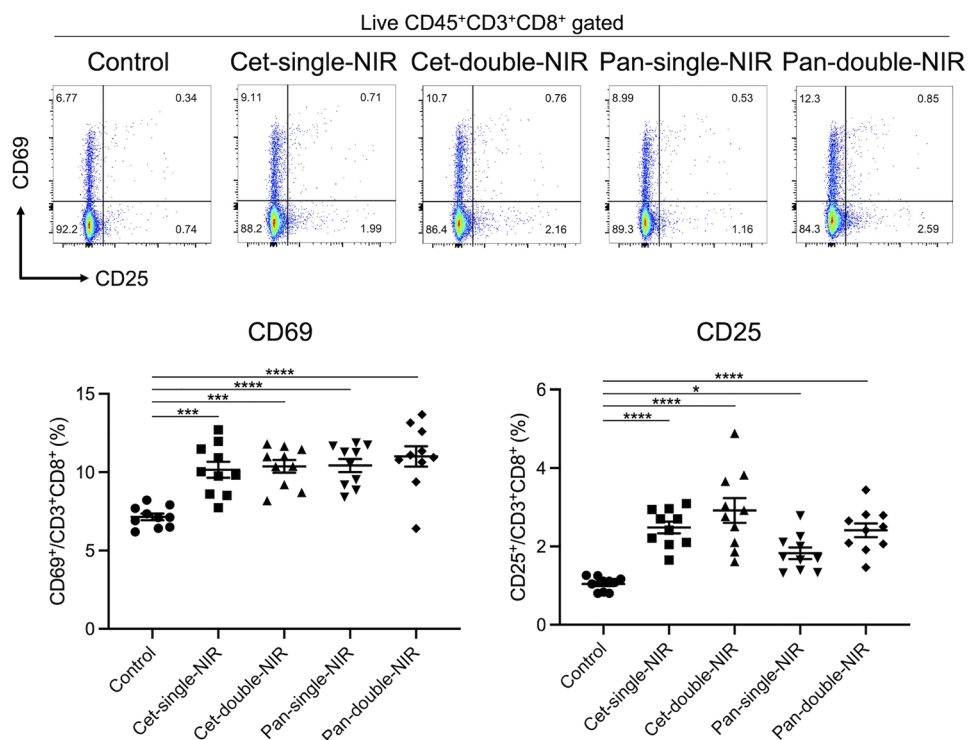 Live CD45⁺CD3⁺CD8⁺ gated
Control Cet-single-NIR Cet-double-NIR Pan-single-NIR Pan-double-NIR
6.77 0.34 9.11 0.71 10.7 0.76 8.99 0.53 12.3 0.85
CD69
92.2 0.74 88.2 1.99 86.4 2.16 89.3 1.16 84.3 2.59
CD25
CD69
CD69⁺/CD3⁺CD8⁺ (%)
15
10
5
0
****
****
***
***
Control
Cet-single-NIR
Cet-double-NIR
Pan-single-NIR
Pan-double-NIR
CD25
CD25⁺/CD3⁺CD8⁺ (%)
6
4
2
0
****
*
****
****
Control
Cet-single-NIR
Cet-double-NIR
Pan-single-NIR
Pan-double-NIR